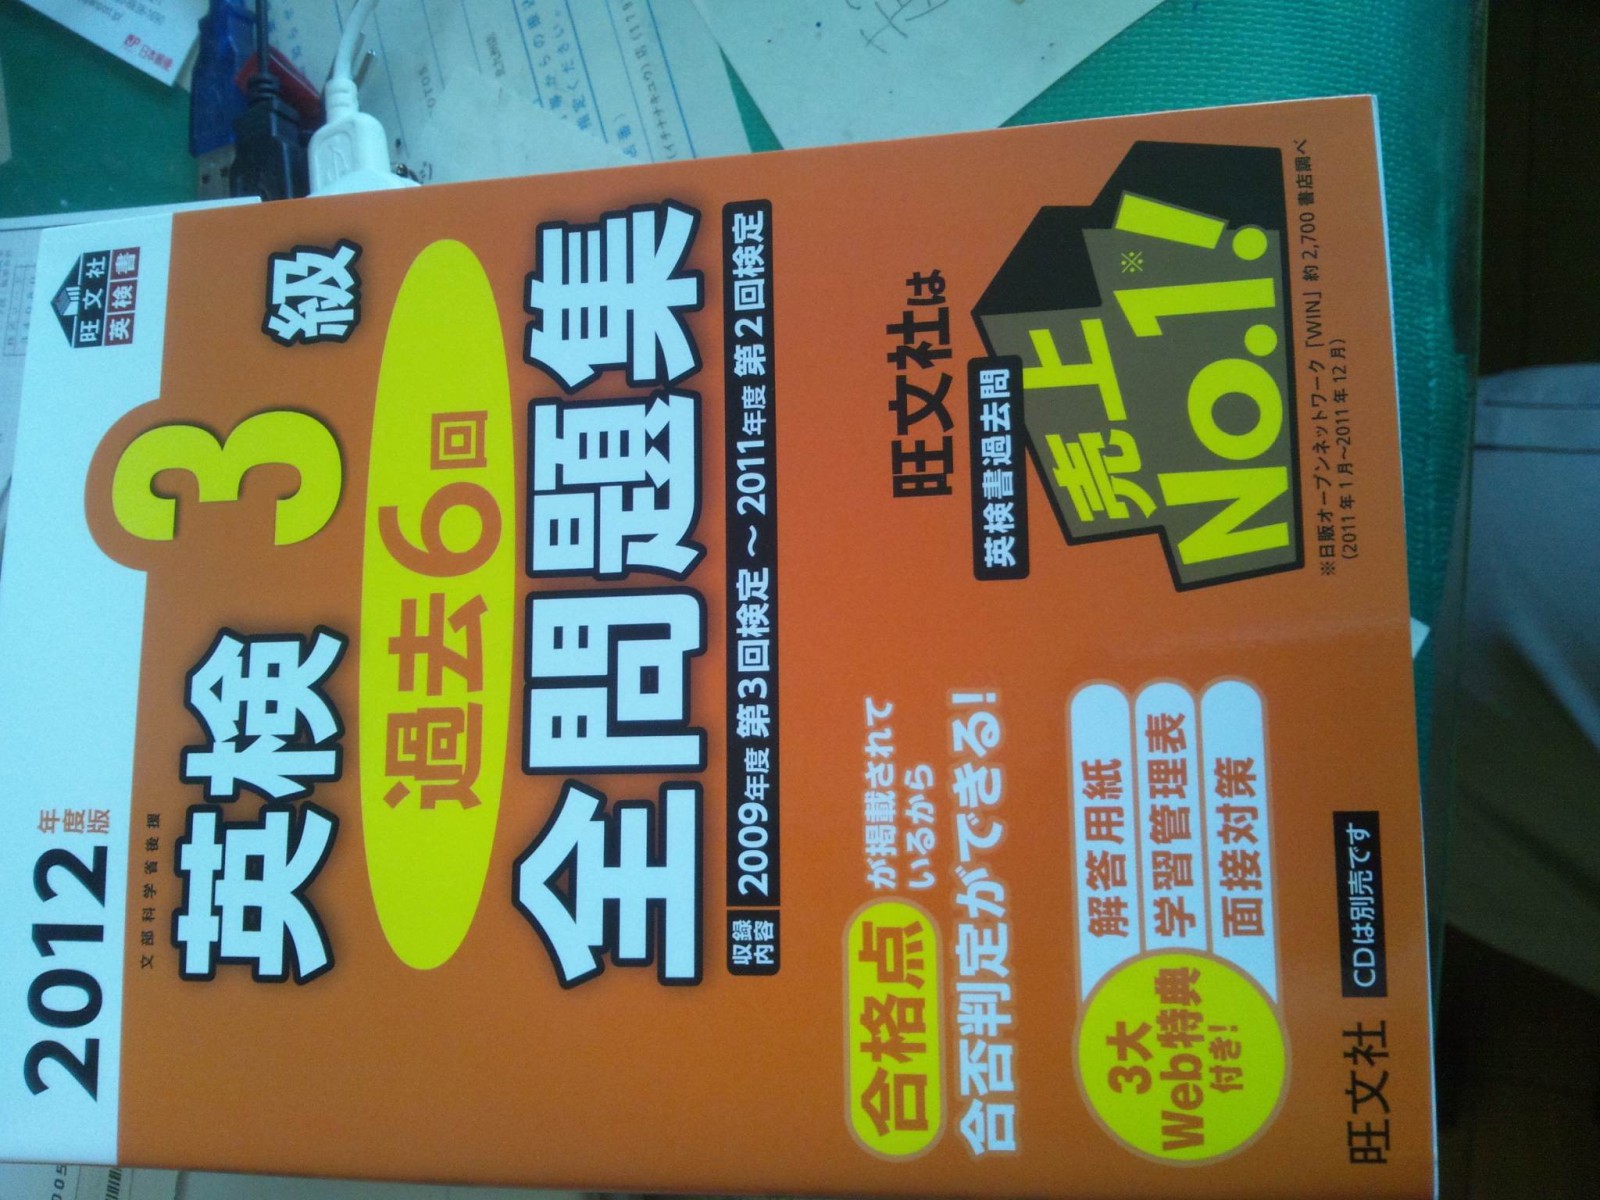 2012年度版
旺文社
英検書
文部科学省後援
英検3級
過去6回
全問題集
収録内容 2009年度 第3回検定 ～ 2011年度 第2回検定
旺文社は
英検書過去問
売上※
No.1!
※日販オープンネットワーク「WIN」約2,700書店調べ
(2011年1月～2011年12月)
合格点が掲載されて
いるから
合否判定ができる!
3大
Web特典
付き!
解答用紙
学習管理表
面接対策
旺文社
CDは別売です
日本郵便